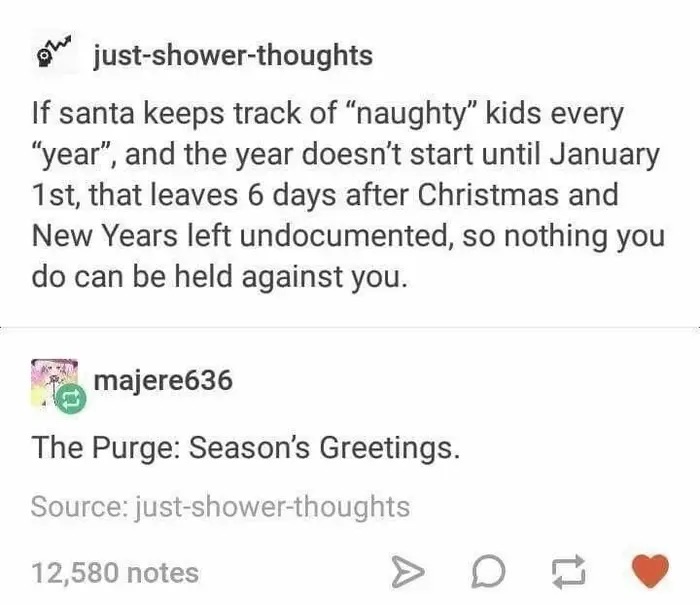 just-shower-thoughts
If santa keeps track of “naughty” kids every
“year”, and the year doesn’t start until January
1st, that leaves 6 days after Christmas and
New Years left undocumented, so nothing you
do can be held against you.
majere636
The Purge: Season’s Greetings.
Source: just-shower-thoughts
12,580 notes